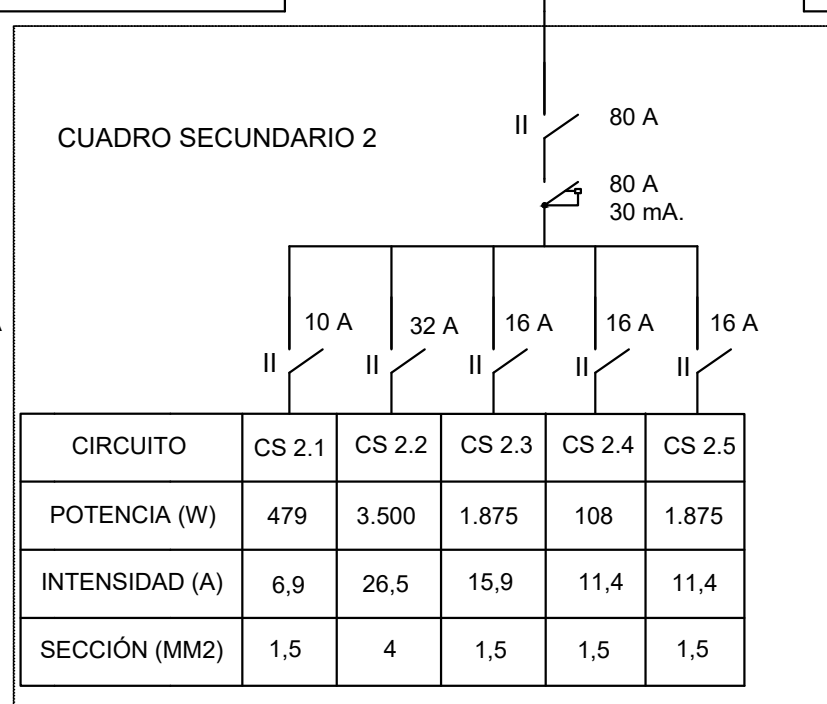 80 A
II
CUADRO SECUNDARIO 2
80 A
30 mA.
10 A
32 A
16 A
16 A
16 A
II
II
II
II
II
CIRCUITO CS 2.1 CS 2.2 CS 2.3 CS 2.4 CS 2.5
POTENCIA (W) 479 3.500 1.875 108 1.875
INTENSIDAD (A) 6,9 26,5 15,9 11,4 11,4
SECCIÓN (MM2) 1,5 4 1,5 1,5 1,5